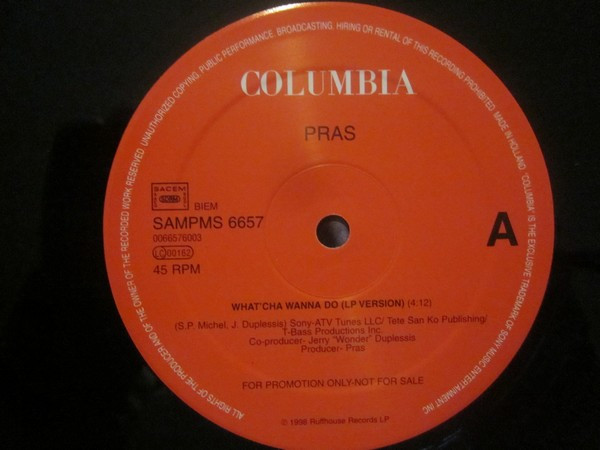 UNAUTHORIZED COPYING, PUBLIC PERFORMANCE, BROADCASTING, HIRING OR RENTAL OF THIS RECORDING PROHIBITED. MADE IN HOLLAND. "COLUMBIA" IS THE EXCLUSIVE TRADEMARK OF SONY MUSIC ENTERTAINMENT INC.
ALL RIGHTS OF THE PRODUCER AND OF THE OWNER OF THE RECORDED WORK RESERVED.
COLUMBIA
PRAS
SACEM
BIEM
SAMPMS 6657
0066576003
LC 00162
45 RPM
A
WHAT'CHA WANNA DO (LP VERSION) (4:12)
(S.P. Michel, J. Duplessis) Sony-ATV Tunes LLC/ Tete San Ko Publishing/
T-Bass Productions Inc.
Co-producer- Jerry "Wonder" Duplessis
Producer- Pras
FOR PROMOTION ONLY-NOT FOR SALE
℗ 1998 Ruffhouse Records LP